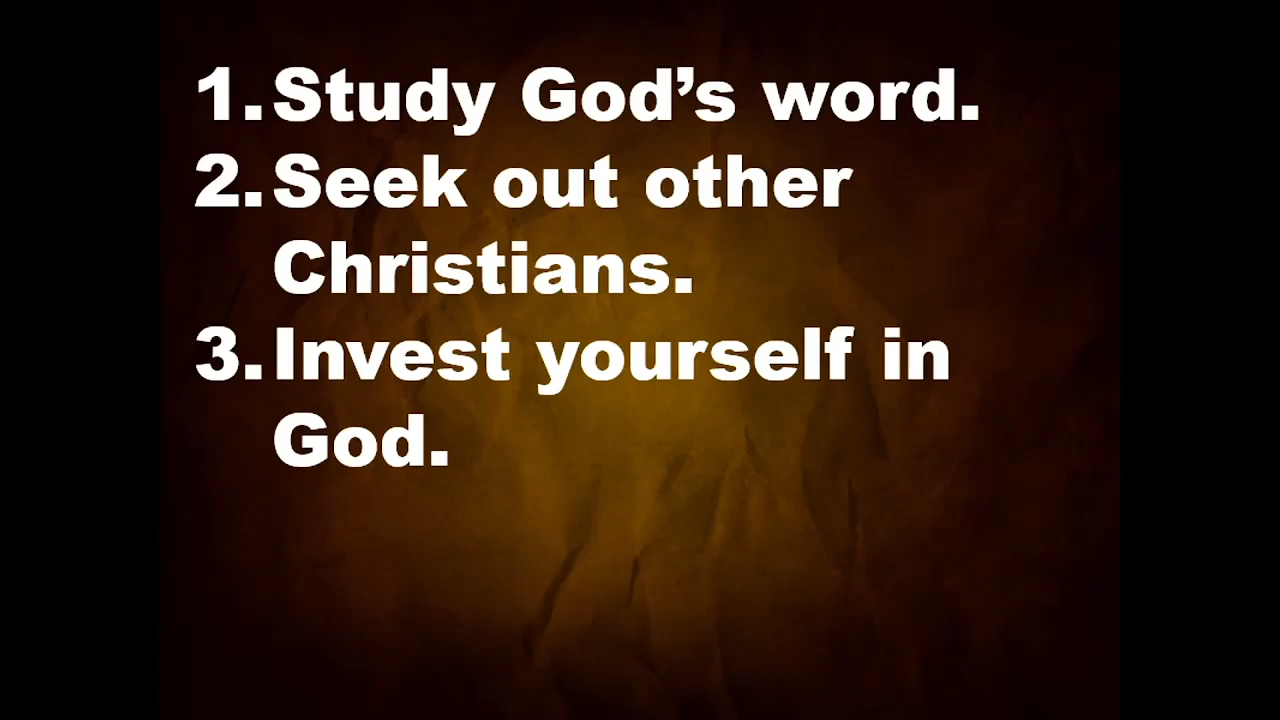 1. Study God’s word.
2. Seek out other
Christians.
3. Invest yourself in
God.